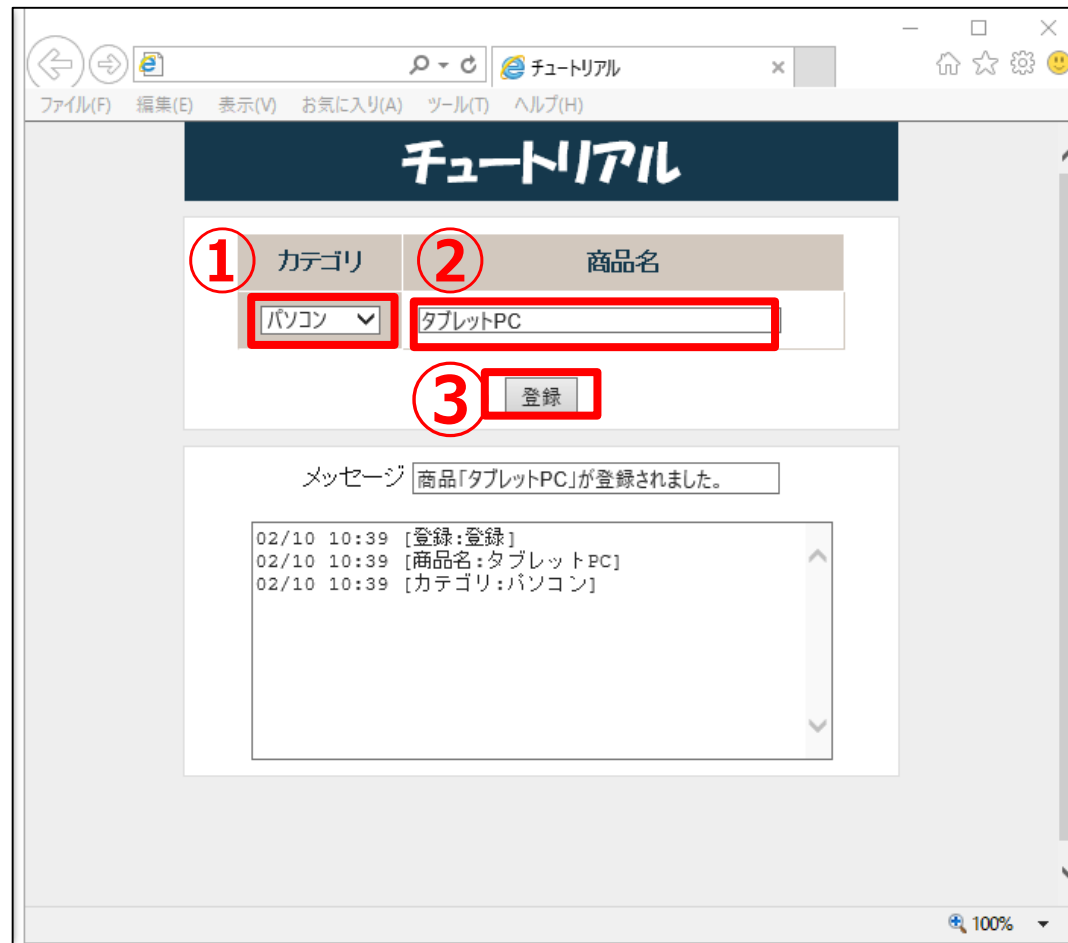 チュートリアル
ファイル(F) 編集(E) 表示(V) お気に入り(A) ツール(T) ヘルプ(H)
チュートリアル
① カテゴリ ② 商品名
パソコン タブレットPC
③ 登録
メッセージ 商品「タブレットPC」が登録されました。
02/10 10:39 [登録:登録]
02/10 10:39 [商品名:タブレットPC]
02/10 10:39 [カテゴリ:パソコン]
100%